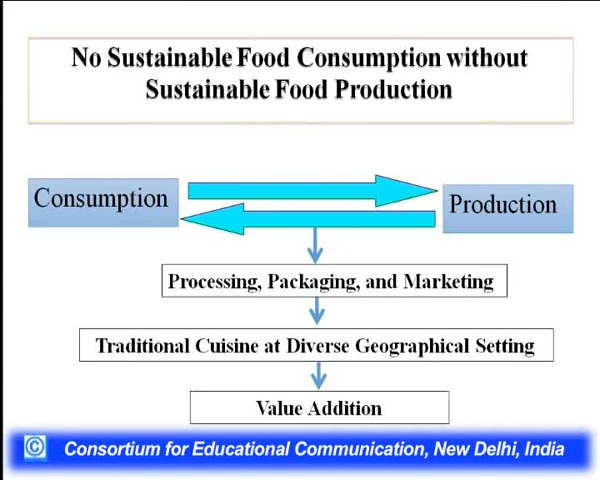 No Sustainable Food Consumption without
Sustainable Food Production
Consumption
Production
Processing, Packaging, and Marketing
Traditional Cuisine at Diverse Geographical Setting
Value Addition
© Consortium for Educational Communication, New Delhi, India